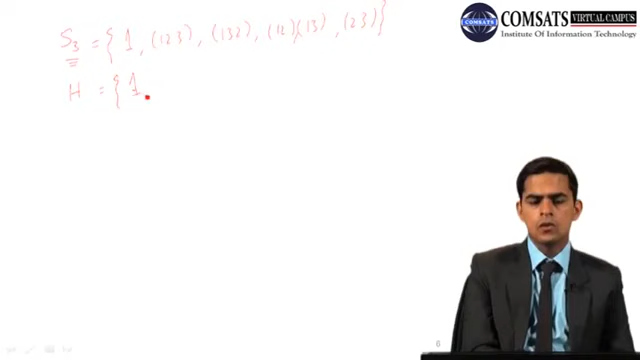 COMSATS VIRTUAL CAMPUS
Institute Of Information Technology
S₃ = { 1, (123), (132), (12), (13), (23) }
H = { 1,
6